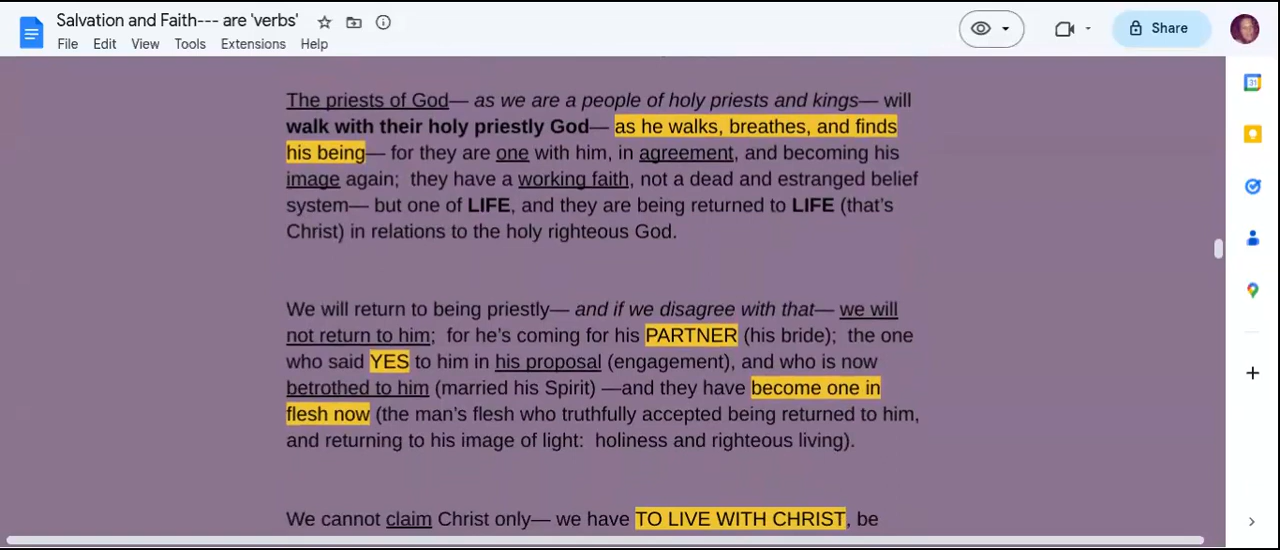 Salvation and Faith--- are 'verbs'
File Edit View Tools Extensions Help
Share
31
The priests of God— as we are a people of holy priests and kings— will
walk with their holy priestly God— as he walks, breathes, and finds
his being— for they are one with him, in agreement, and becoming his
image again;  they have a working faith, not a dead and estranged belief
system— but one of LIFE, and they are being returned to LIFE (that's
Christ) in relations to the holy righteous God.
We will return to being priestly— and if we disagree with that— we will
not return to him;  for he's coming for his PARTNER (his bride);  the one
who said YES to him in his proposal (engagement), and who is now
betrothed to him (married his Spirit) —and they have become one in
flesh now (the man's flesh who truthfully accepted being returned to him,
and returning to his image of light:  holiness and righteous living).
We cannot claim Christ only— we have TO LIVE WITH CHRIST, be